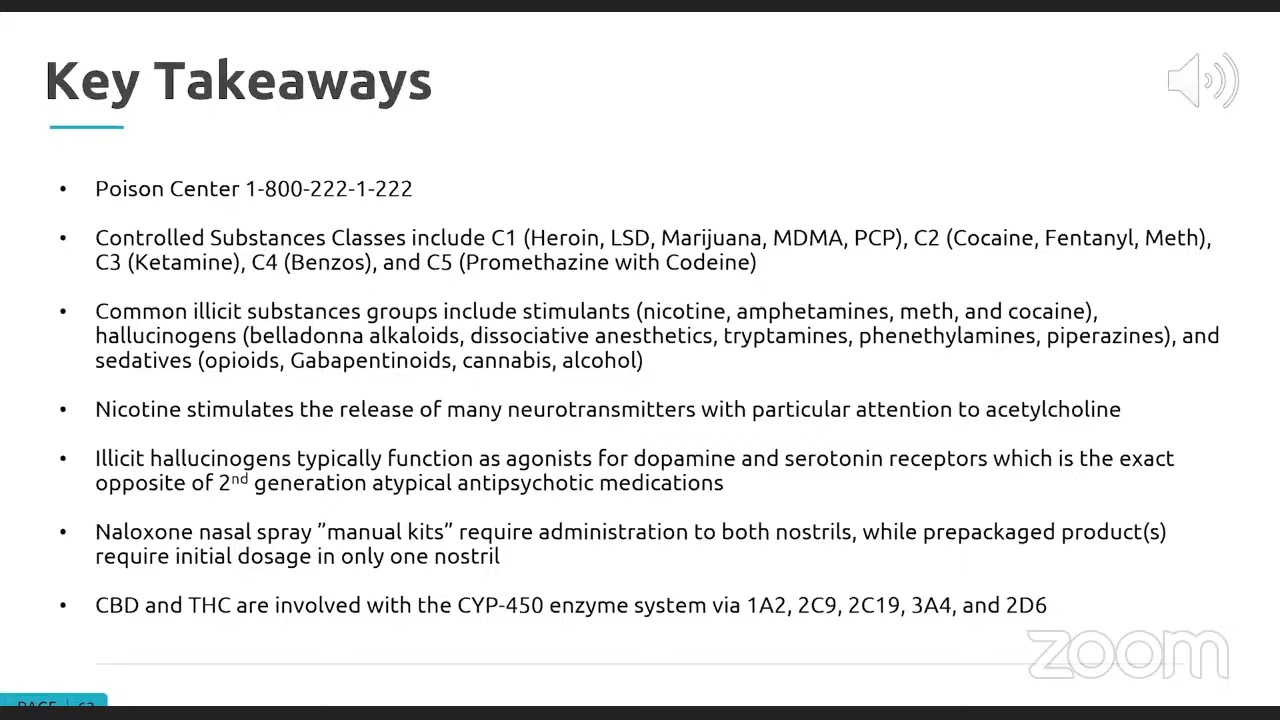 Key Takeaways
• Poison Center 1-800-222-1-222
• Controlled Substances Classes include C1 (Heroin, LSD, Marijuana, MDMA, PCP), C2 (Cocaine, Fentanyl, Meth),
C3 (Ketamine), C4 (Benzos), and C5 (Promethazine with Codeine)
• Common illicit substances groups include stimulants (nicotine, amphetamines, meth, and cocaine),
hallucinogens (belladonna alkaloids, dissociative anesthetics, tryptamines, phenethylamines, piperazines), and
sedatives (opioids, Gabapentinoids, cannabis, alcohol)
• Nicotine stimulates the release of many neurotransmitters with particular attention to acetylcholine
• Illicit hallucinogens typically function as agonists for dopamine and serotonin receptors which is the exact
opposite of 2nd generation atypical antipsychotic medications
• Naloxone nasal spray ”manual kits” require administration to both nostrils, while prepackaged product(s)
require initial dosage in only one nostril
• CBD and THC are involved with the CYP-450 enzyme system via 1A2, 2C9, 2C19, 3A4, and 2D6
zoom
PAGE |